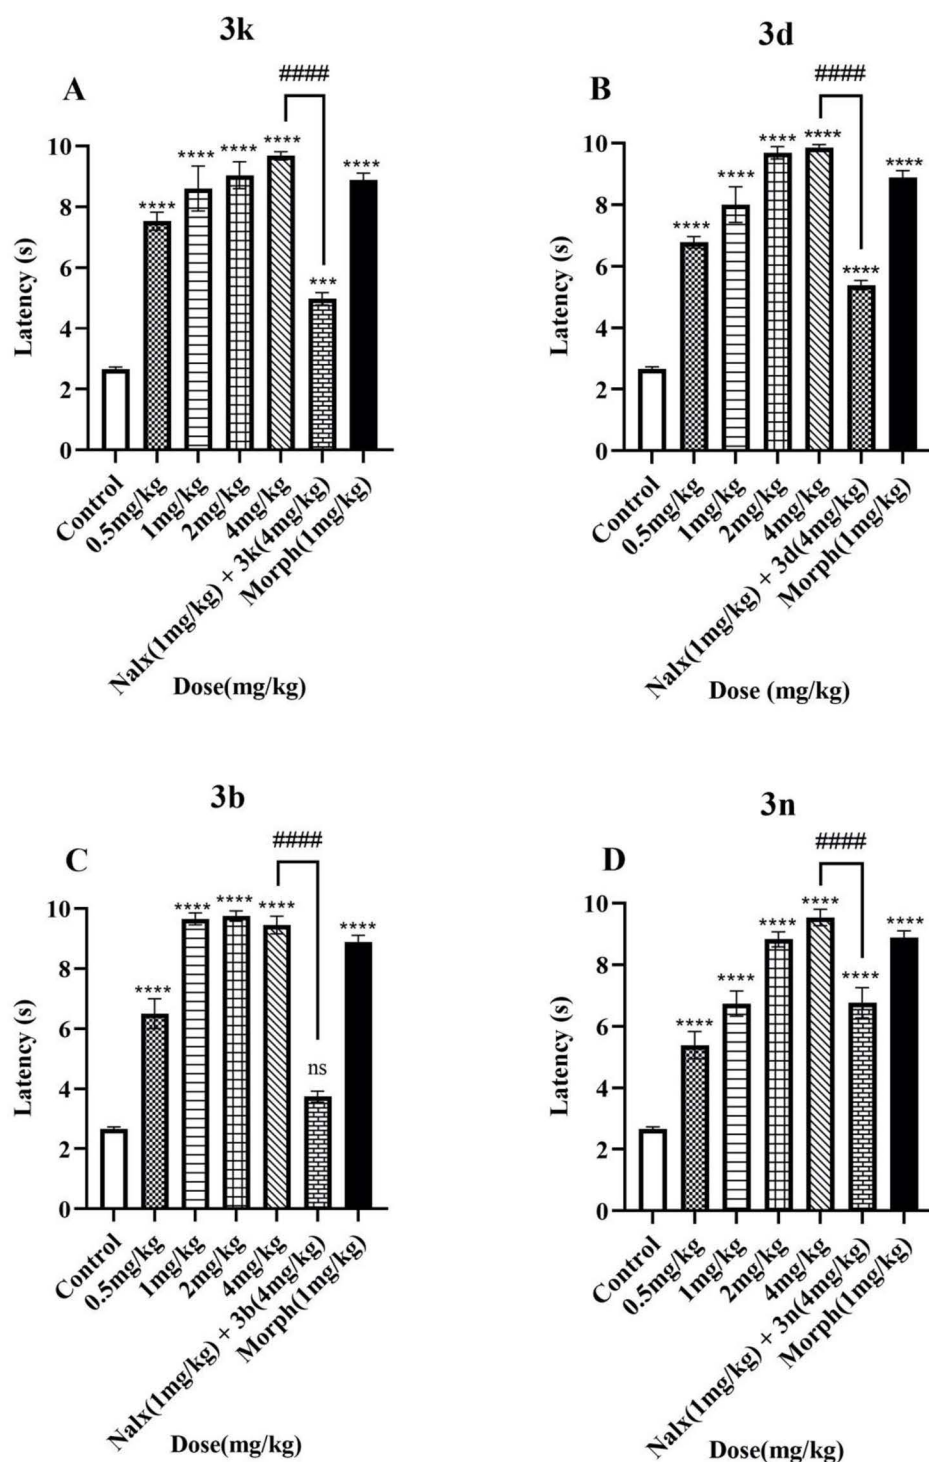 3k
A
####
**** **** **** **** *** ****
10
8
6
4
2
0
Latency (s)
Control
0.5mg/kg
1mg/kg
2mg/kg
4mg/kg
Nalx(1mg/kg) + 3k(4mg/kg)
Morph(1mg/kg)
Dose(mg/kg)
3d
B
####
**** **** **** **** **** ****
10
8
6
4
2
0
Latency (s)
Control
0.5mg/kg
1mg/kg
2mg/kg
4mg/kg
Nalx(1mg/kg) + 3d(4mg/kg)
Morph(1mg/kg)
Dose (mg/kg)
3b
C
####
**** **** **** **** ns ****
10
8
6
4
2
0
Latency (s)
Control
0.5mg/kg
1mg/kg
2mg/kg
4mg/kg
Nalx(1mg/kg) + 3b(4mg/kg)
Morph(1mg/kg)
Dose(mg/kg)
3n
D
####
**** **** **** **** **** ****
10
8
6
4
2
0
Latency (s)
Control
0.5mg/kg
1mg/kg
2mg/kg
4mg/kg
Nalx(1mg/kg) + 3n(4mg/kg)
Morph(1mg/kg)
Dose(mg/kg)